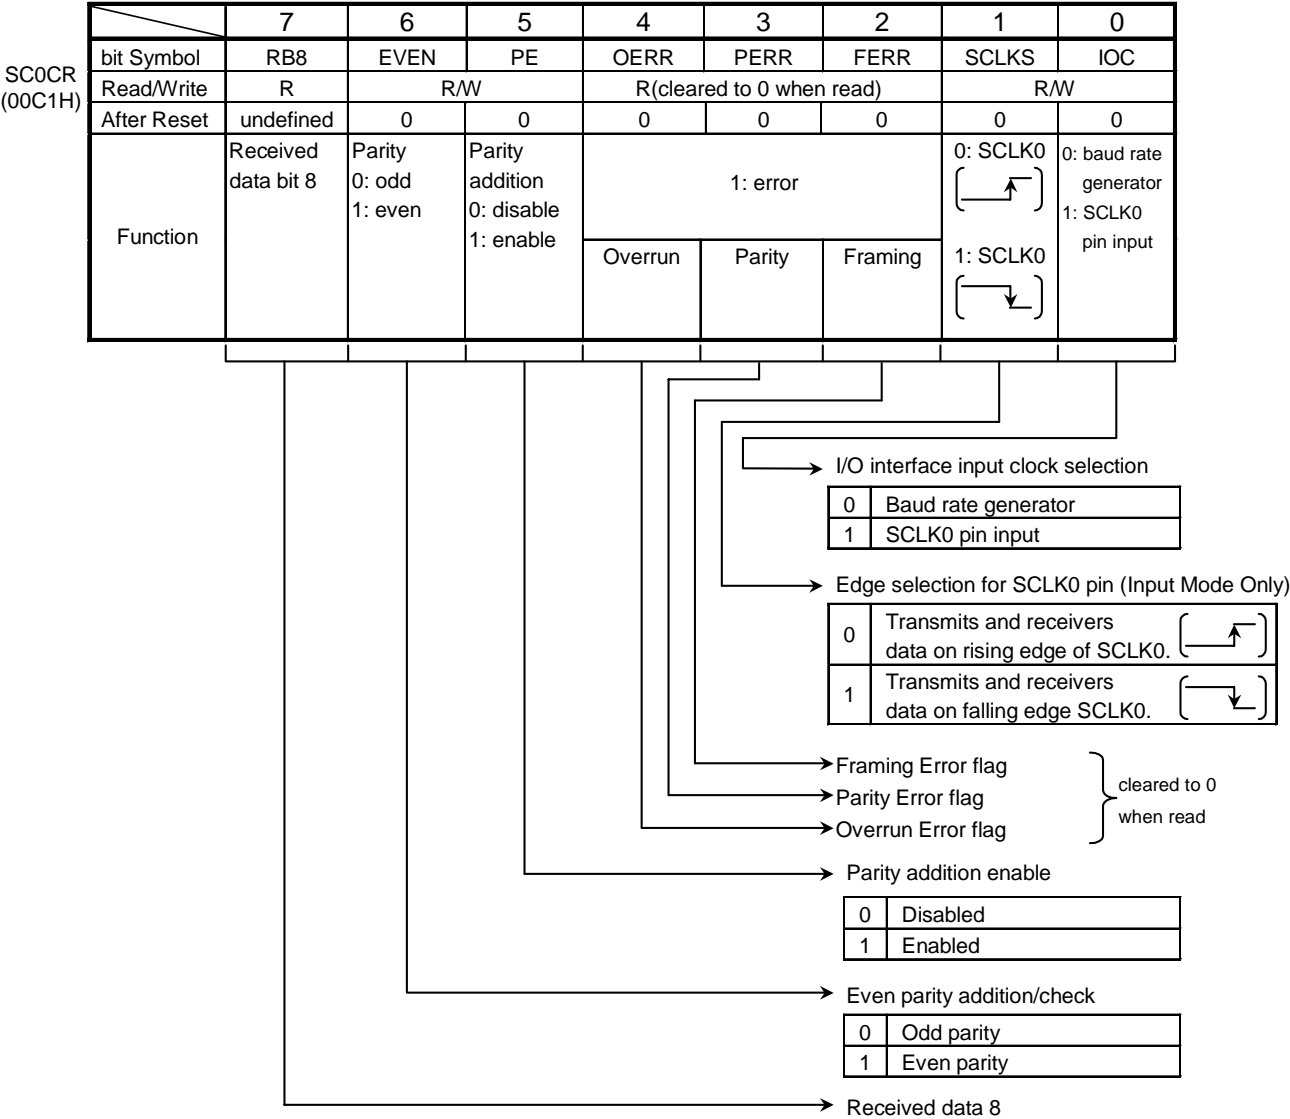 7 6 5 4 3 2 1 0
bit Symbol RB8 EVEN PE OERR PERR FERR SCLKS IOC
SC0CR
(00C1H)
Read/Write R R/W R(cleared to 0 when read) R/W
After Reset undefined 0 0 0 0 0 0 0
Function
Received
data bit 8
Parity
0: odd
1: even
Parity
addition
0: disable
1: enable
1: error
Overrun Parity Framing
0: SCLK0
1: SCLK0
0: baud rate
generator
1: SCLK0
pin input
I/O interface input clock selection
0 Baud rate generator
1 SCLK0 pin input
Edge selection for SCLK0 pin (Input Mode Only)
0 Transmits and receivers
data on rising edge of SCLK0.
1 Transmits and receivers
data on falling edge SCLK0.
Framing Error flag
Parity Error flag
Overrun Error flag
cleared to 0
when read
Parity addition enable
0 Disabled
1 Enabled
Even parity addition/check
0 Odd parity
1 Even parity
Received data 8